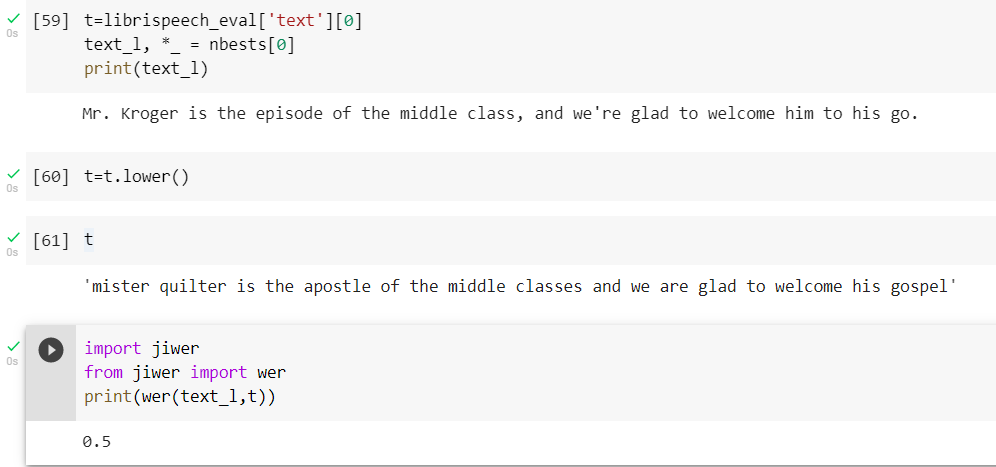 [59] t=librispeech_eval['text'][0]
0s
text_l, *_ = nbests[0]
print(text_l)
Mr. Kroger is the episode of the middle class, and we're glad to welcome him to his go.
[60] t=t.lower()
0s
[61] t
0s
'mister quilter is the apostle of the middle classes and we are glad to welcome his gospel'
import jiwer
0s
from jiwer import wer
print(wer(text_l,t))
0.5